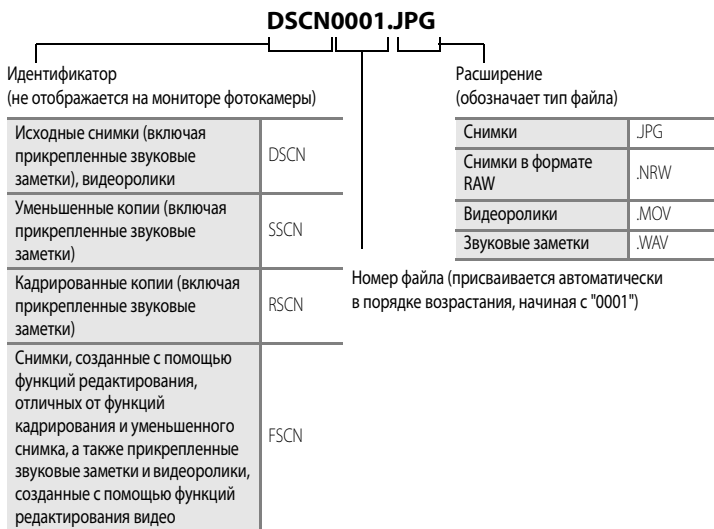 DSCN0001.JPG
Идентификатор
(не отображается на мониторе фотокамеры)
Исходные снимки (включая
прикрепленные звуковые
заметки), видеоролики
DSCN
Уменьшенные копии (включая
прикрепленные звуковые
заметки)
SSCN
Кадрированные копии (включая
прикрепленные звуковые
заметки)
RSCN
Снимки, созданные с помощью
функций редактирования,
отличных от функций
кадрирования и уменьшенного
снимка, а также прикрепленные
звуковые заметки и видеоролики,
созданные с помощью функций
редактирования видео
FSCN
Расширение
(обозначает тип файла)
Снимки
.JPG
Снимки в формате
RAW
.NRW
Видеоролики
.MOV
Звуковые заметки
.WAV
Номер файла (присваивается автоматически
в порядке возрастания, начиная с "0001")